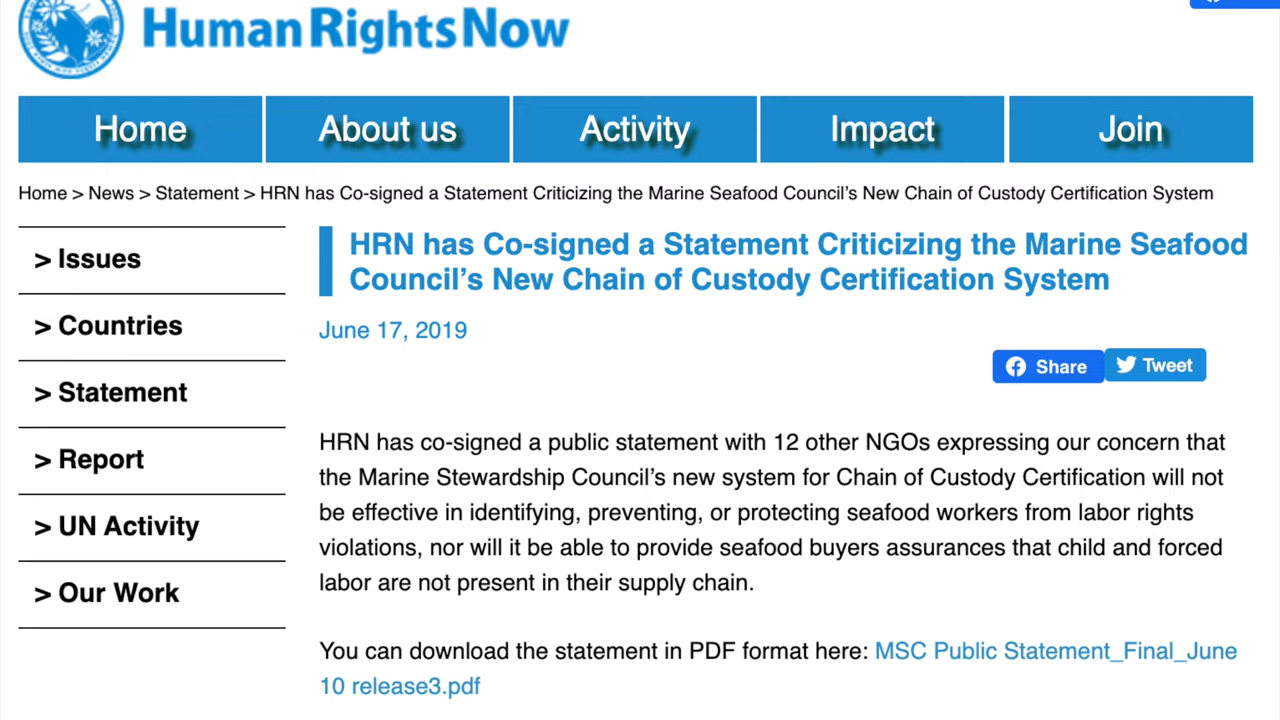 Human Rights Now
Home
About us
Activity
Impact
Join
Home > News > Statement > HRN has Co-signed a Statement Criticizing the Marine Seafood Council’s New Chain of Custody Certification System
> Issues
> Countries
> Statement
> Report
> UN Activity
> Our Work
HRN has Co-signed a Statement Criticizing the Marine Seafood
Council’s New Chain of Custody Certification System
June 17, 2019
Share
Tweet
HRN has co-signed a public statement with 12 other NGOs expressing our concern that
the Marine Stewardship Council’s new system for Chain of Custody Certification will not
be effective in identifying, preventing, or protecting seafood workers from labor rights
violations, nor will it be able to provide seafood buyers assurances that child and forced
labor are not present in their supply chain.
You can download the statement in PDF format here: MSC Public Statement_Final_June
10 release3.pdf